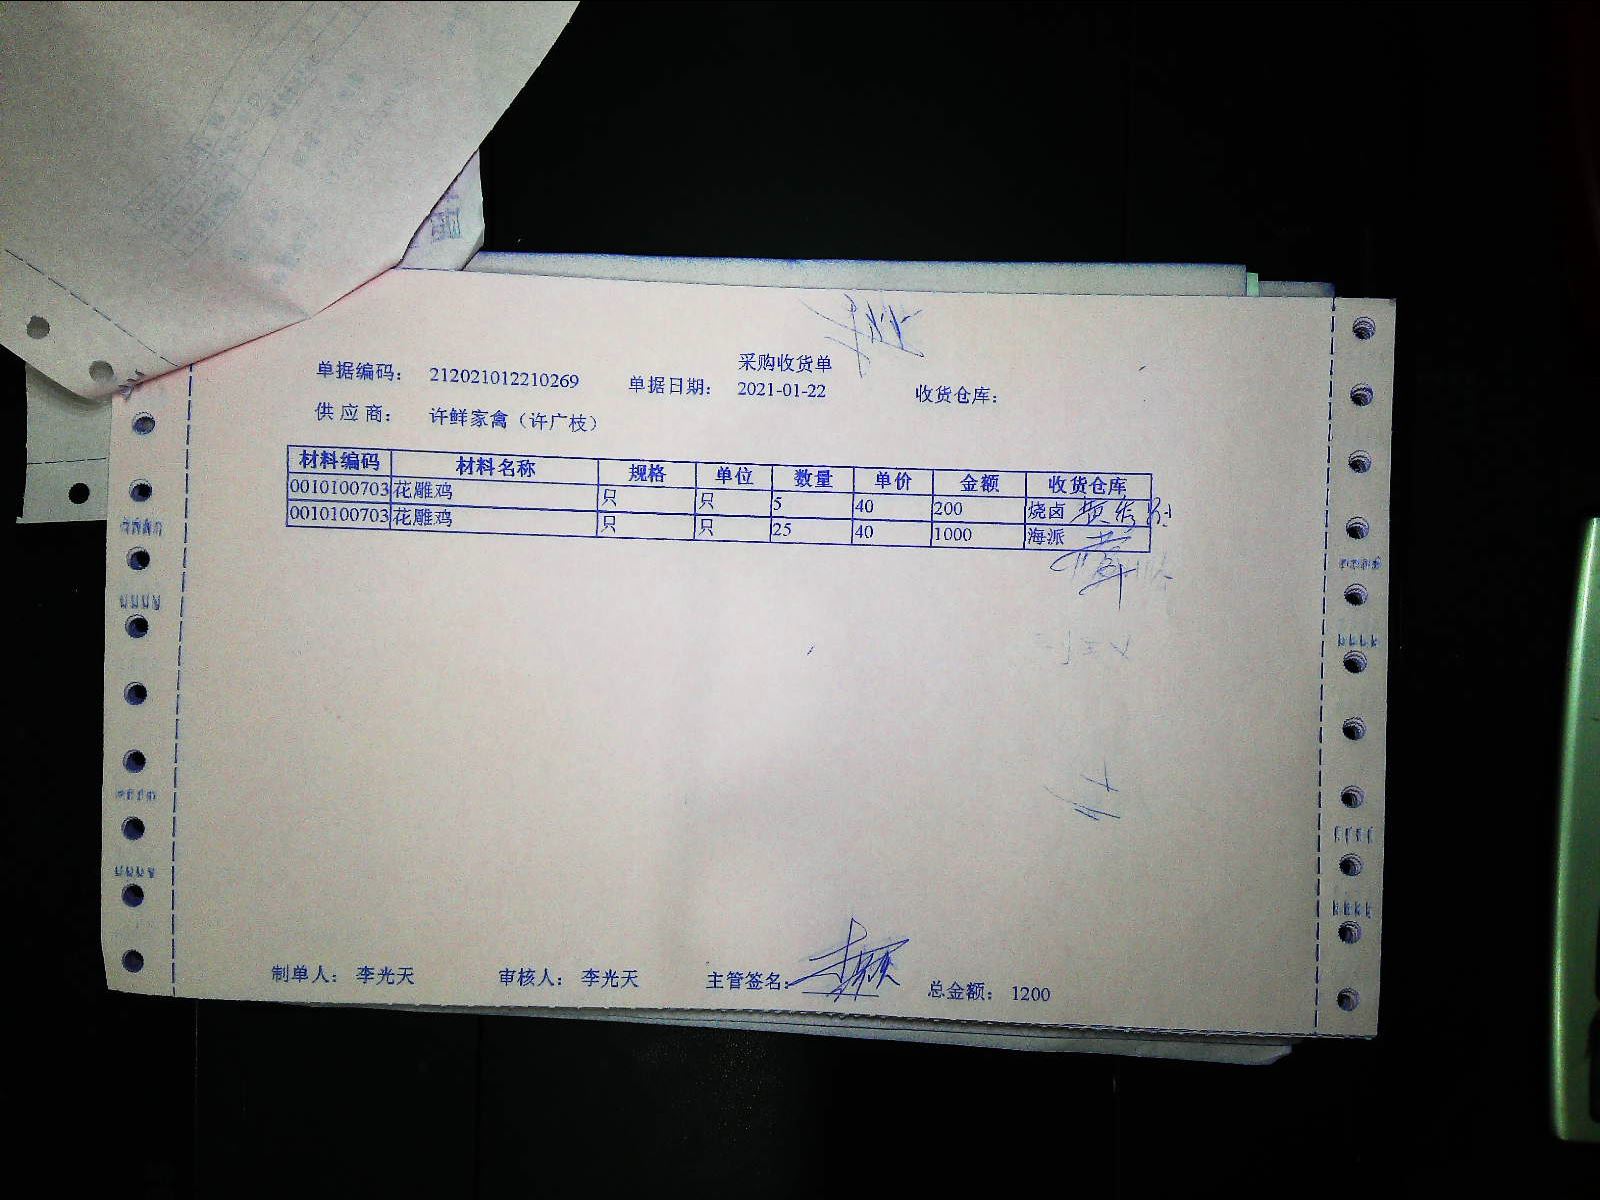 采购收货单
单据编码： 212021012210269 单据日期： 2021-01-22 收货仓库：
供应商： 许鲜家禽（许广枝）
材料编码 材料名称 规格 单位 数量 单价 金额 收货仓库
0010100703 花雕鸡 只 只 5 40 200 烧卤
0010100703 花雕鸡 只 只 25 40 1000 海派
制单人： 李光天 审核人： 李光天 主管签名： 总金额： 1200